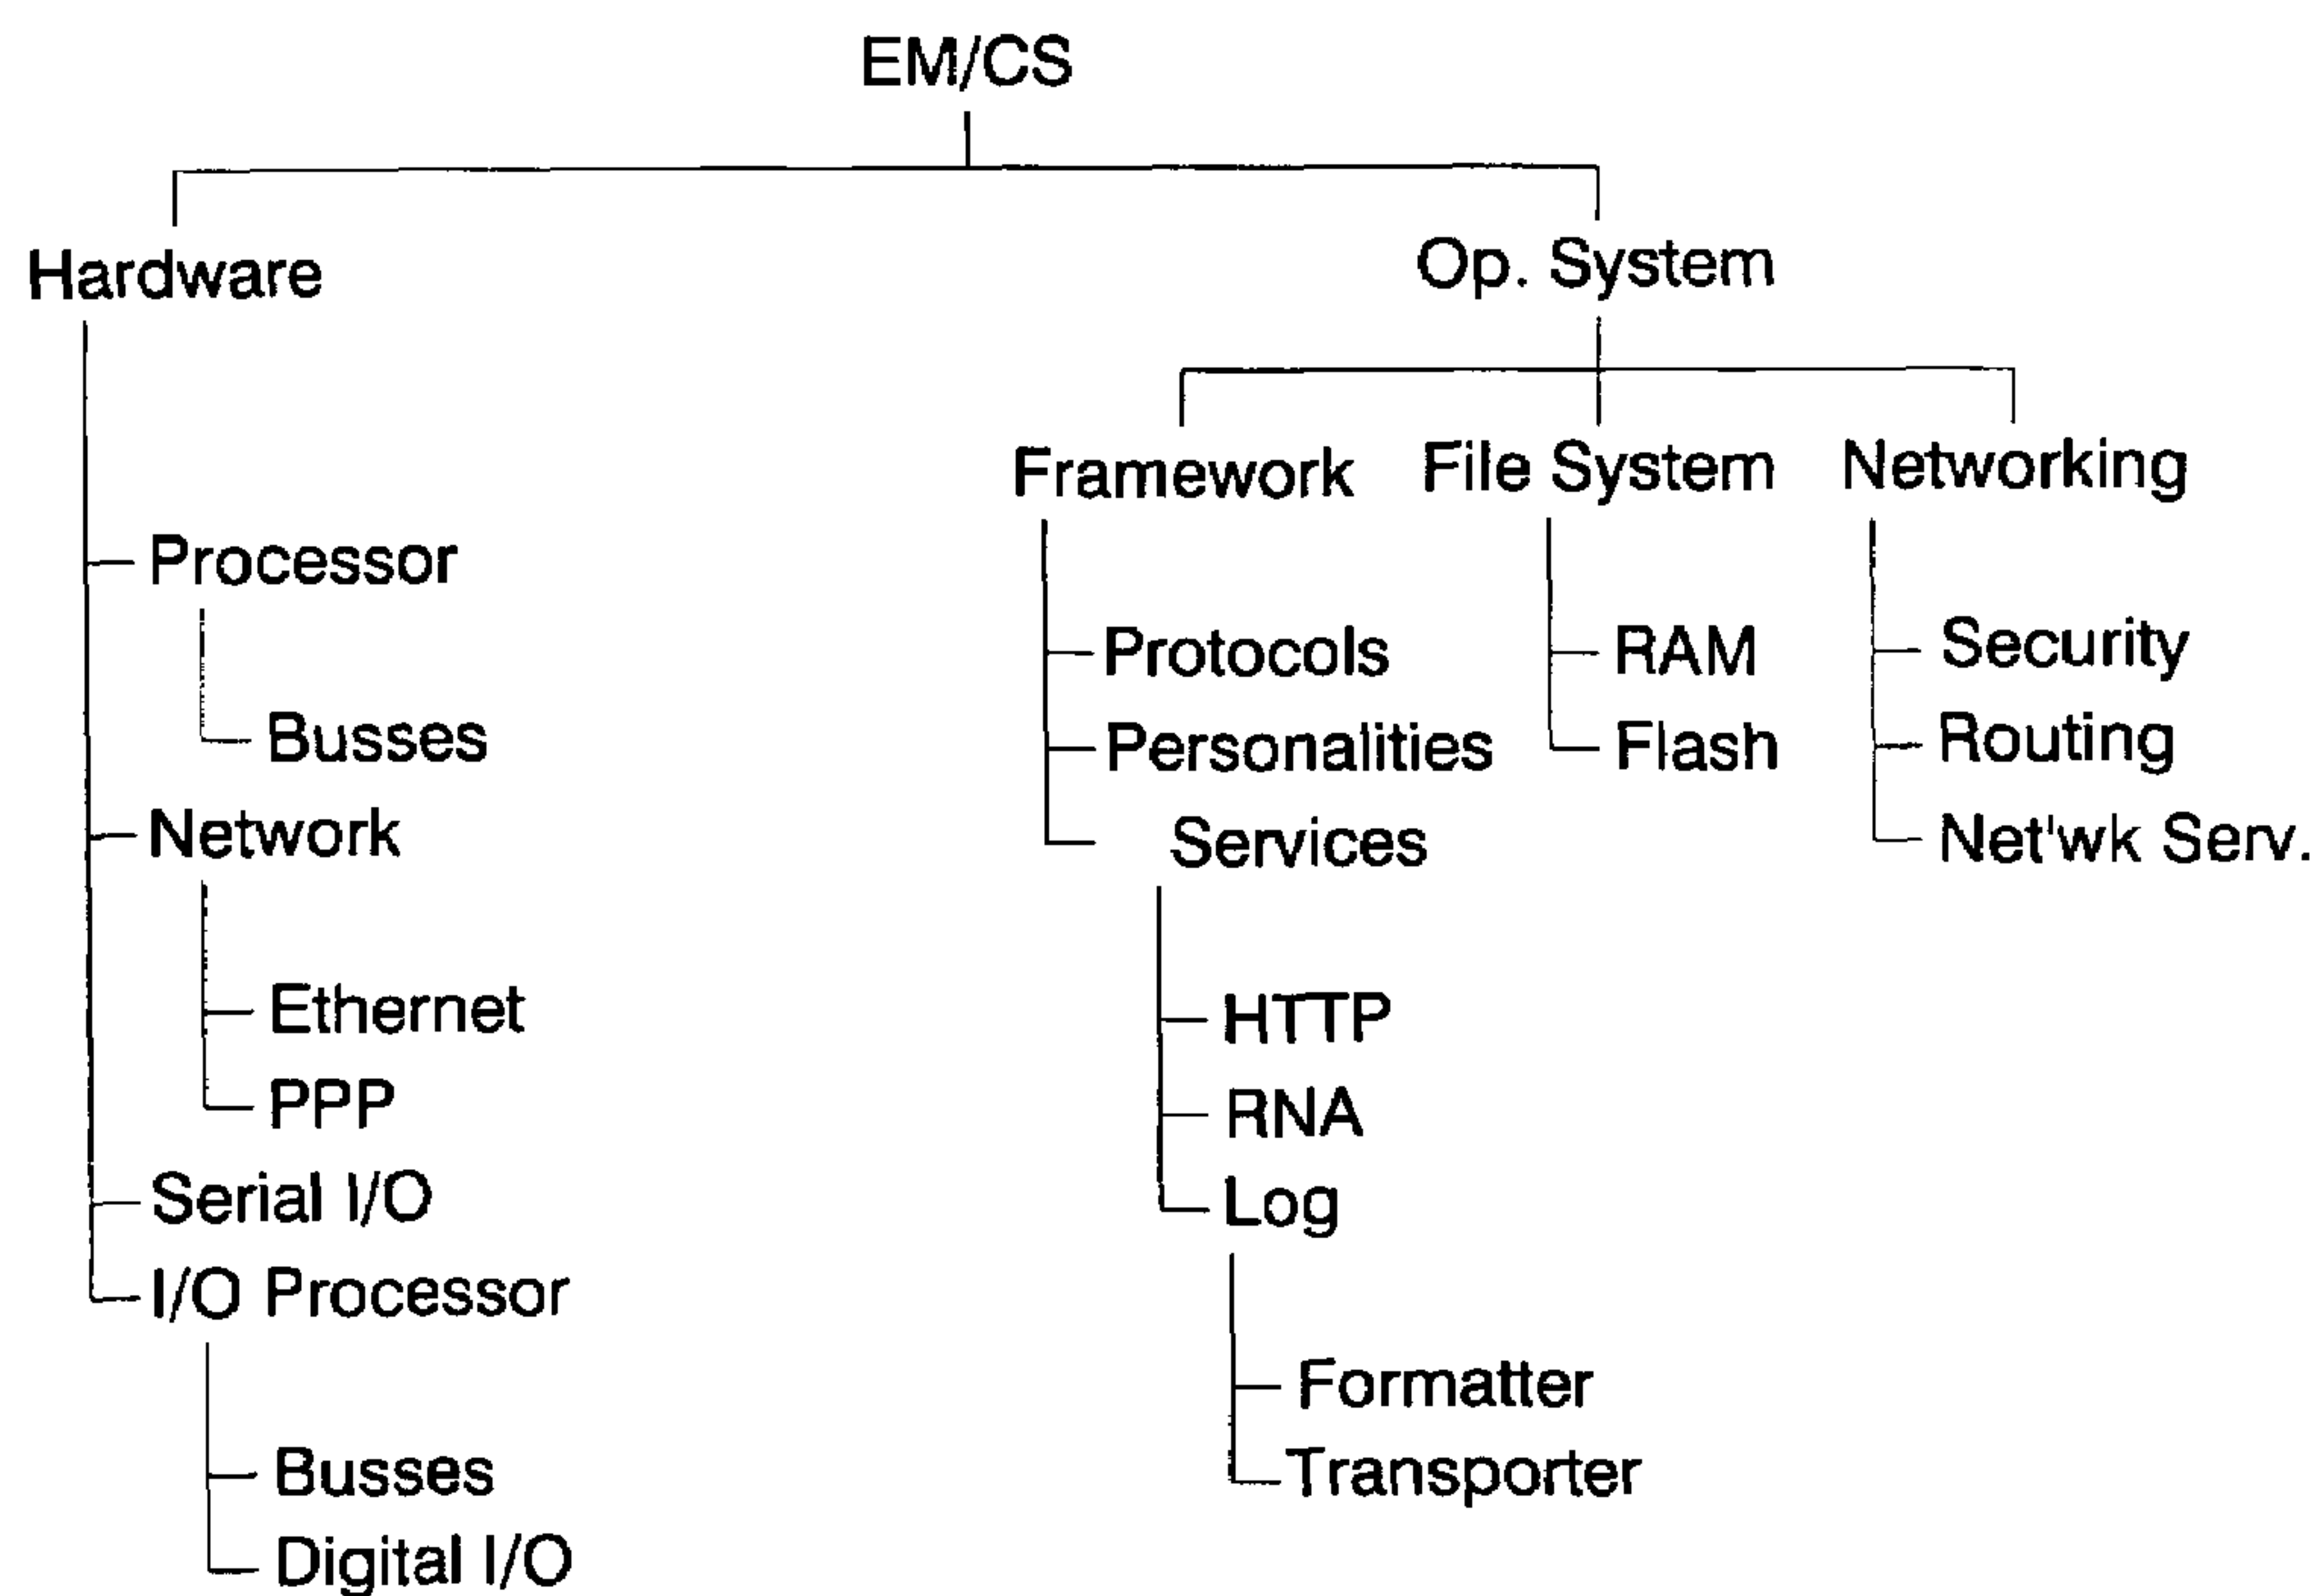 EM/CS
Hardware
Op. System
Framework
File System
Networking
Processor
Busses
Network
Ethernet
PPP
Serial I/O
I/O Processor
Busses
Digital I/O
Protocols
Personalities
Services
HTTP
RNA
Log
Formatter
Transporter
RAM
Flash
Security
Routing
Net'wk Serv.